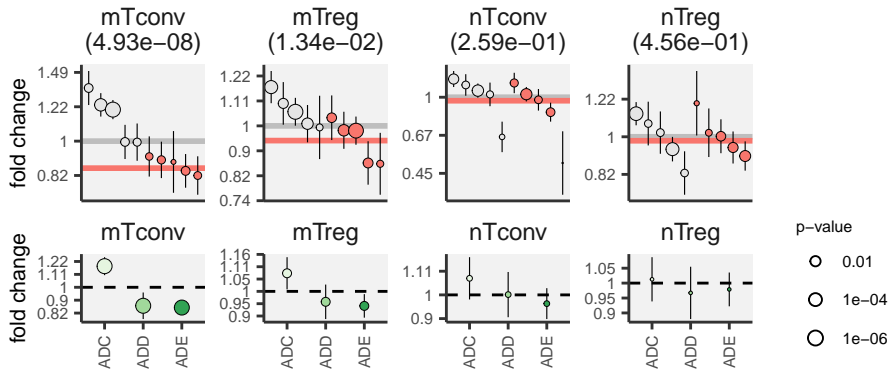 mTconv
(4.93e−08)
mTreg
(1.34e−02)
nTconv
(2.59e−01)
nTreg
(4.56e−01)
fold change
1.49
1.22
1
0.82
1.22
1.11
1
0.9
0.82
0.74
1
0.67
0.45
1.22
1
0.82
mTconv
mTreg
nTconv
nTreg
fold change
1.22
1.11
1
0.9
0.82
1.16
1.11
1.05
1
0.95
0.9
1.11
1
0.9
1.05
1
0.95
0.9
ADC
ADD
ADE
ADC
ADD
ADE
ADC
ADD
ADE
ADC
ADD
ADE
p−value
0.01
1e−04
1e−06